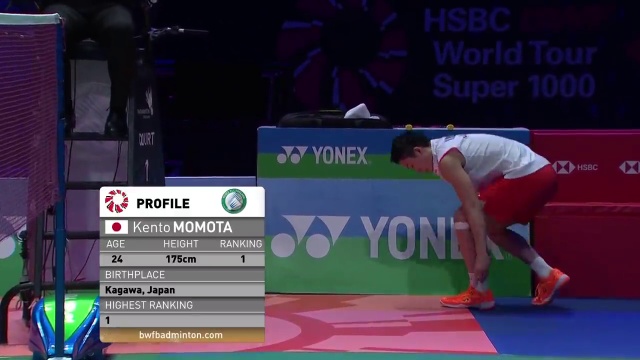 HSBC
World Tour
Super 1000
COURT
1
YONEX
HSBC
YONEX
PROFILE
Kento MOMOTA
AGE HEIGHT RANKING
24 175cm 1
BIRTHPLACE
Kagawa, Japan
HIGHEST RANKING
1
bwfbadminton.com